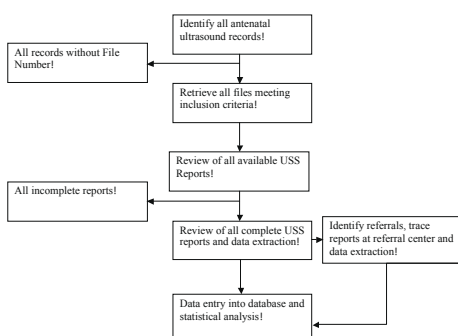 Identify all antenatal
ultrasound records!
All records without File
Number!
Retrieve all files meeting
inclusion criteria!
Review of all available USS
Reports!
All incomplete reports!
Review of all complete USS
reports and data extraction!
Identify referrals, trace
reports at referral center and
data extraction!
Data entry into database and
statistical analysis!